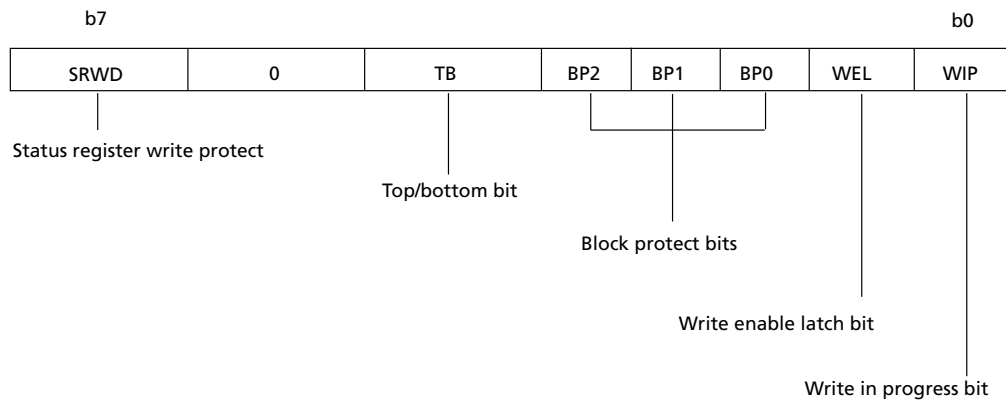 b7 b0
SRWD 0 TB BP2 BP1 BP0 WEL WIP
Status register write protect
Top/bottom bit
Block protect bits
Write enable latch bit
Write in progress bit